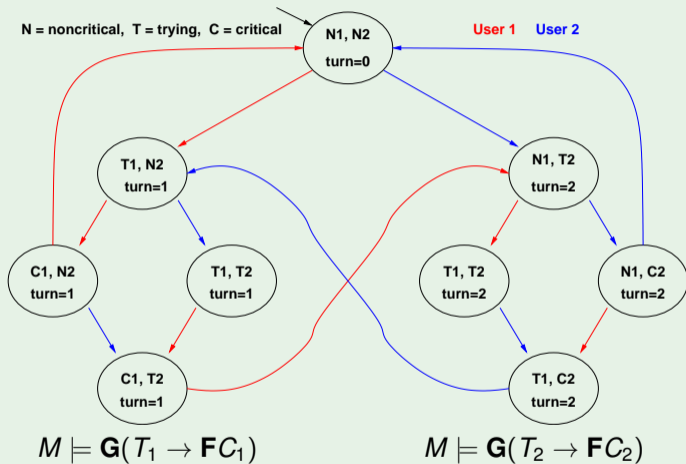 N = noncritical, T = trying, C = critical
User 1 User 2
N1, N2
turn=0
T1, N2
turn=1
N1, T2
turn=2
C1, N2
turn=1
T1, T2
turn=1
T1, T2
turn=2
N1, C2
turn=2
C1, T2
turn=1
T1, C2
turn=2
M ⊨ G(T₁ → FC₁)
M ⊨ G(T₂ → FC₂)